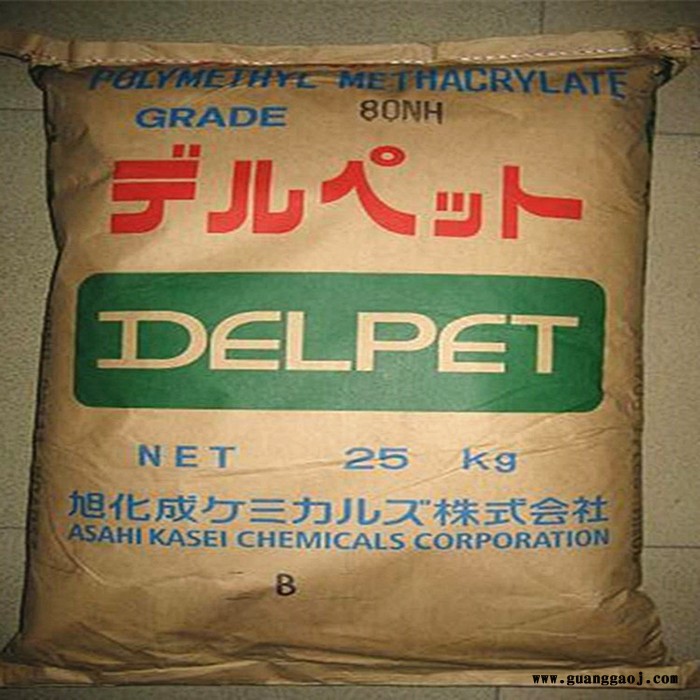 POLYMETHYL METHACRYLATE
GRADE 80NH
デルペット
DELPET
NET 25 kg
旭化成ケミカルズ株式会社
ASAHI KASEI CHEMICALS CORPORATION
B
www.guanggaoj.com